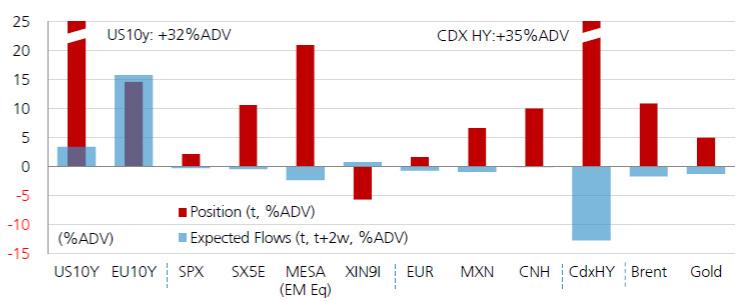 25
US10y: +32%ADV
CDX HY:+35%ADV
20
15
10
5
0
-5
Position (t, %ADV)
-10
(%ADV)
Expected Flows (t, t+2w, %ADV)
-15
US10Y EU10Y SPX SX5E MESA XIN9I EUR MXN CNH CdxHY Brent Gold
(EM Eq)